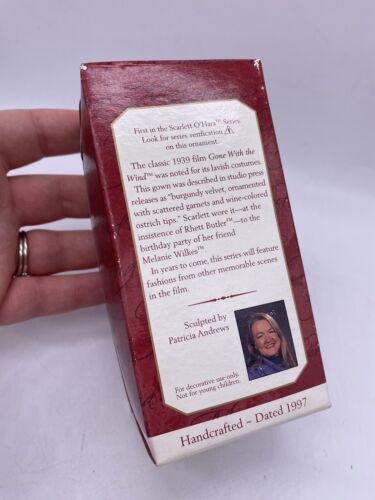 First in the Scarlett O'Hara™ Series.
Look for series verification 1
on this ornament.
The classic 1939 film Gone With the
Wind™ was noted for its lavish costumes.
This gown was described in studio press
releases as "burgundy velvet, ornamented
with scattered garnets and wine-colored
ostrich tips." Scarlett wore it—at the
insistence of Rhett Butler™—to the
birthday party of her friend
Melanie Wilkes™
In years to come, this series will feature
fashions from other memorable scenes
in the film.
Sculpted by
Patricia Andrews
For decorative use only.
Not for young children.
Handcrafted ~ Dated 1997